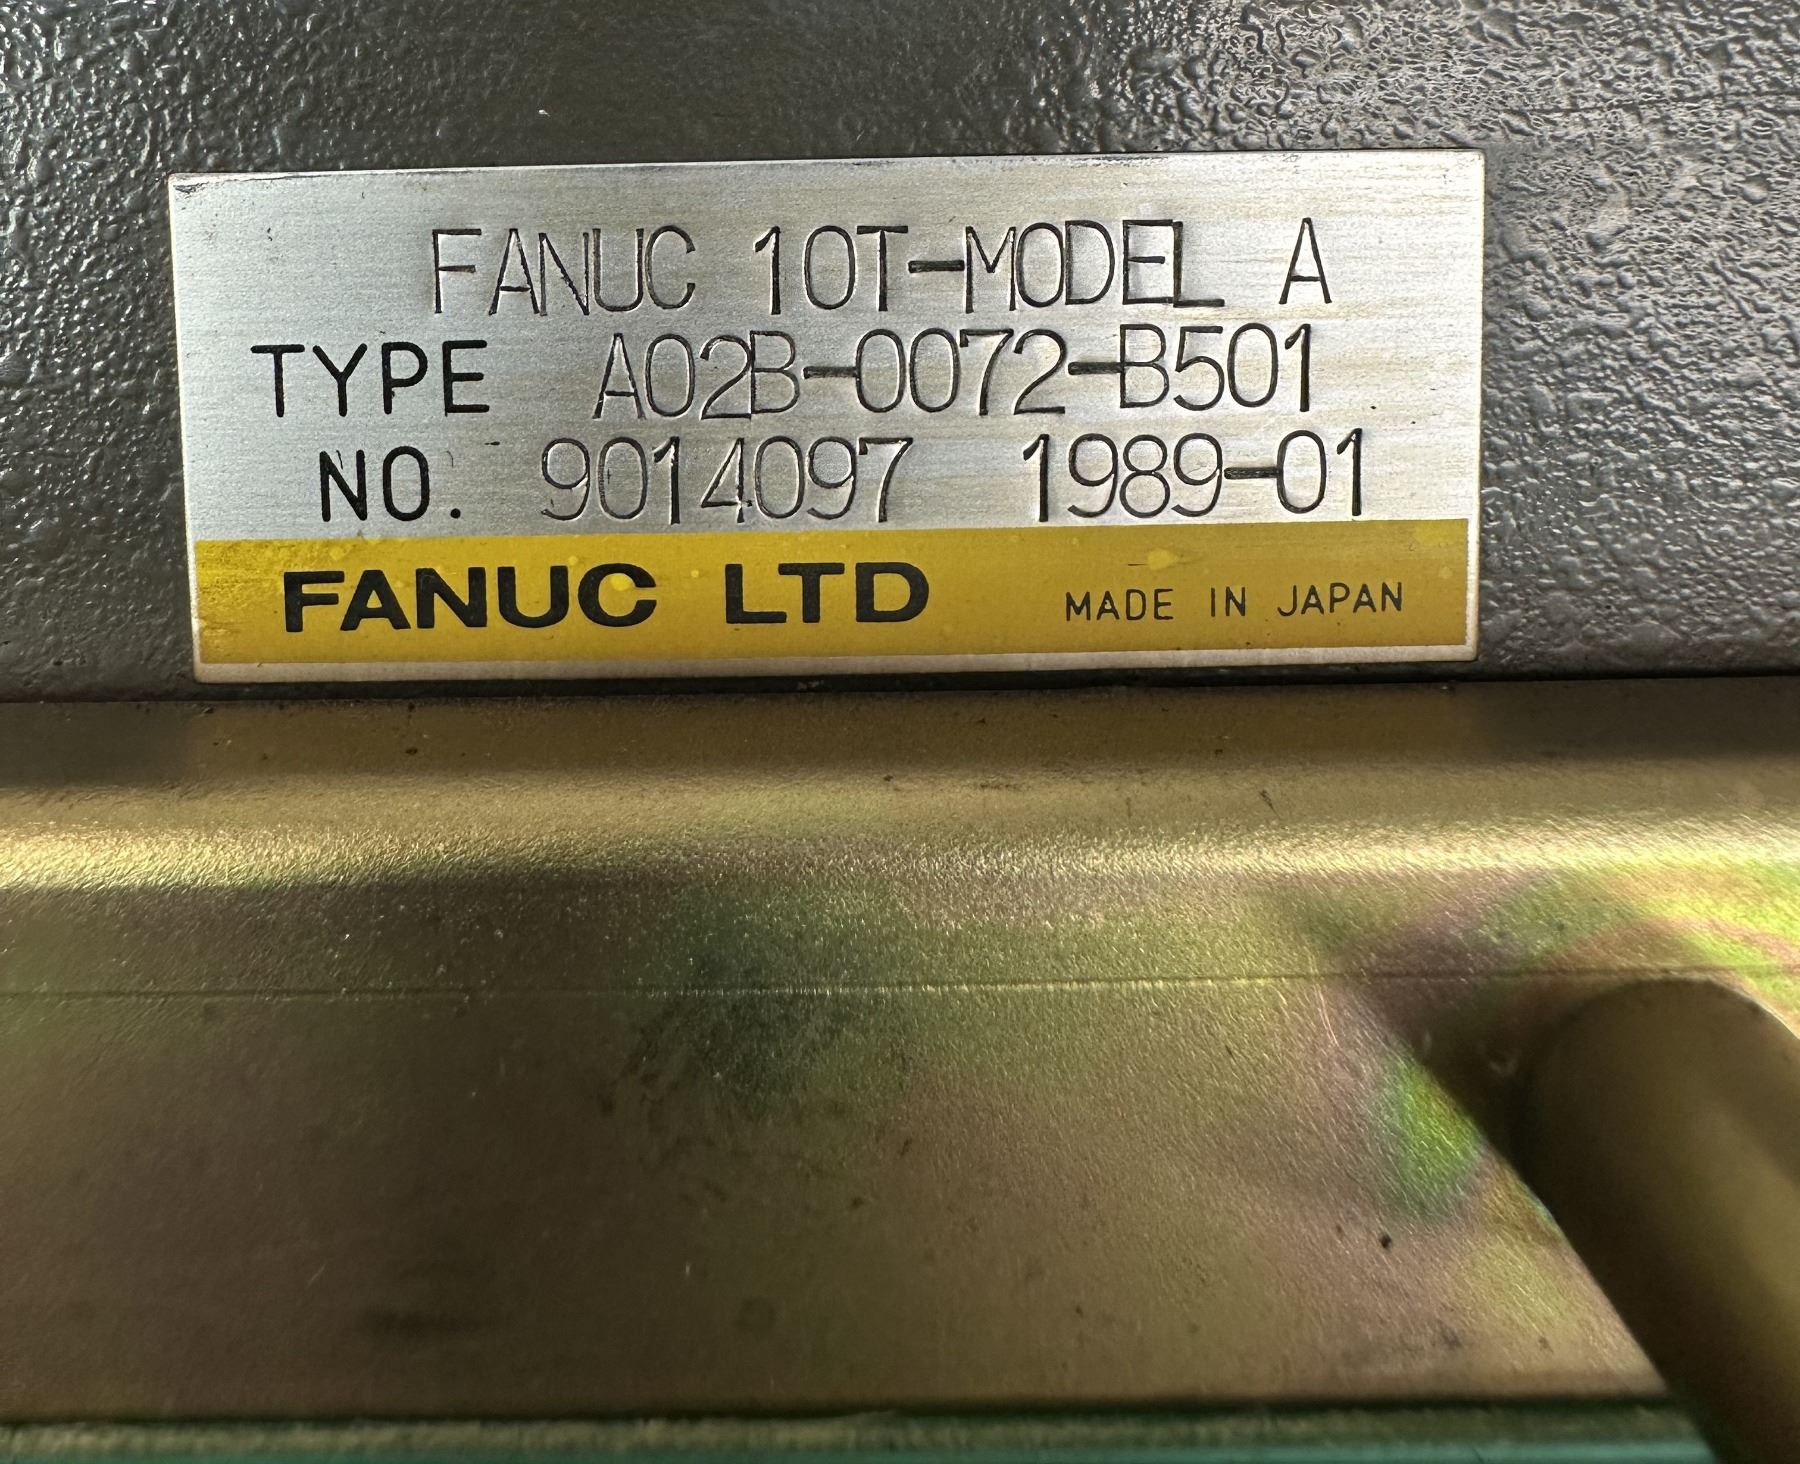 FANUC 10T-MODEL A
TYPE A02B-0072-B501
NO. 9014097 1989-01
FANUC LTD MADE IN JAPAN